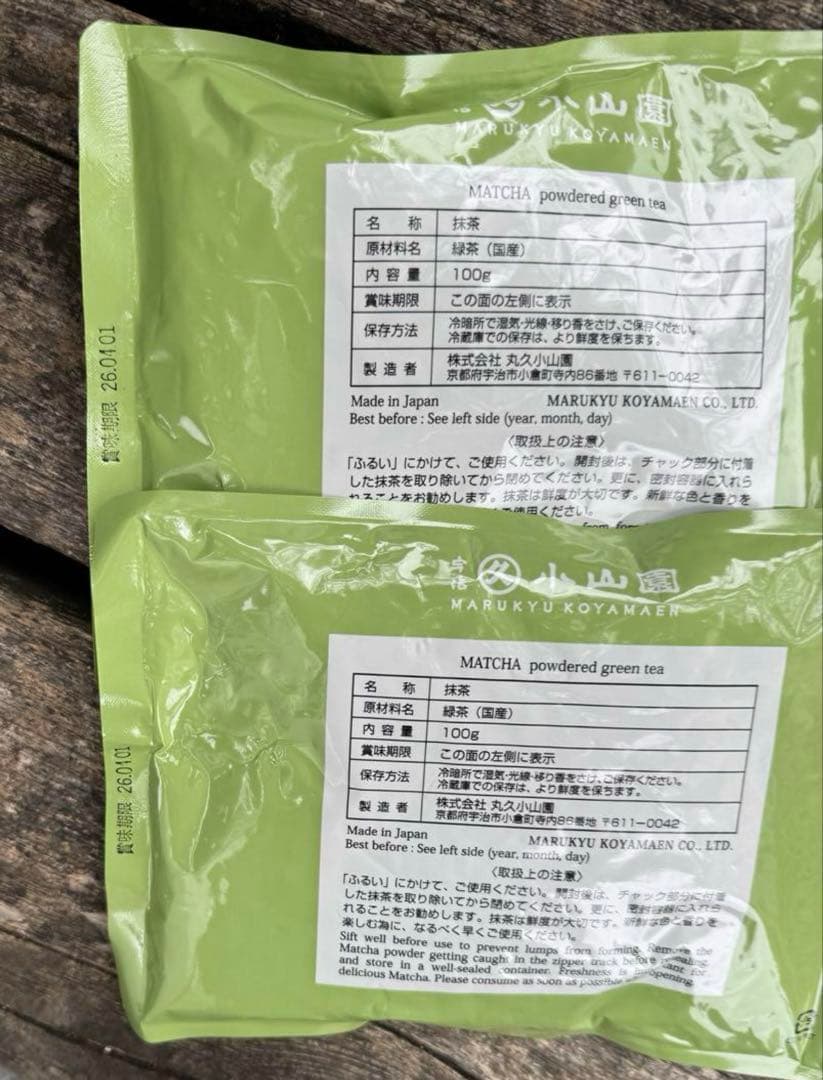 小山園
MARUKYU KOYAMAEN
MATCHA powdered green tea
名 称 抹茶
原材料名 緑茶（国産）
内 容 量 100g
賞味期限 この面の左側に表示
保存方法 冷暗所で湿気・光線・移り香をさけ、ご保存ください。
冷蔵庫での保存は、より鮮度を保ちます。
製 造 者 株式会社 丸久小山園
京都府宇治市小倉町寺内86番地 〒611-0042
Made in Japan MARUKYU KOYAMAEN CO., LTD.
Best before : See left side (year, month, day)
〈取扱上の注意〉
「ふるい」にかけて、ご使用ください。開封後は、チャック部分に付着
した抹茶を取り除いてから閉めてください。更に、密封容器に入れら
れることをお勧めします。抹茶は鮮度が大切です。新鮮な色と香りを
ご使用ください。
from
賞味期限 26.04.01
寺信 久 小山園
MARUKYU KOYAMAEN
MATCHA powdered green tea
名 称 抹茶
原材料名 緑茶（国産）
内 容 量 100g
賞味期限 この面の左側に表示
保存方法 冷暗所で湿気・光線・移り香をさけ、ご保存ください。
冷蔵庫での保存は、より鮮度を保ちます。
製 造 者 株式会社 丸久小山園
京都府宇治市小倉町寺内86番地 〒611-0042
Made in Japan MARUKYU KOYAMAEN CO., LTD.
Best before : See left side (year, month, day)
〈取扱上の注意〉
「ふるい」にかけて、ご使用ください。開封後は、チャック部分に付着
した抹茶を取り除いてから閉めてください。更に、密封容器に入れら
れることをお勧めします。抹茶は鮮度が大切です。新鮮な色と香りを
楽しむ為に、なるべく早くご使用ください。
Sift well before use to prevent lumps from forming. Remove the
Matcha powder getting caught in the zipper track before resealing
and store in a well-sealed container. Freshness is for
delicious Matcha. Please consume as soon as possible opening.
賞味期限 26.04.01